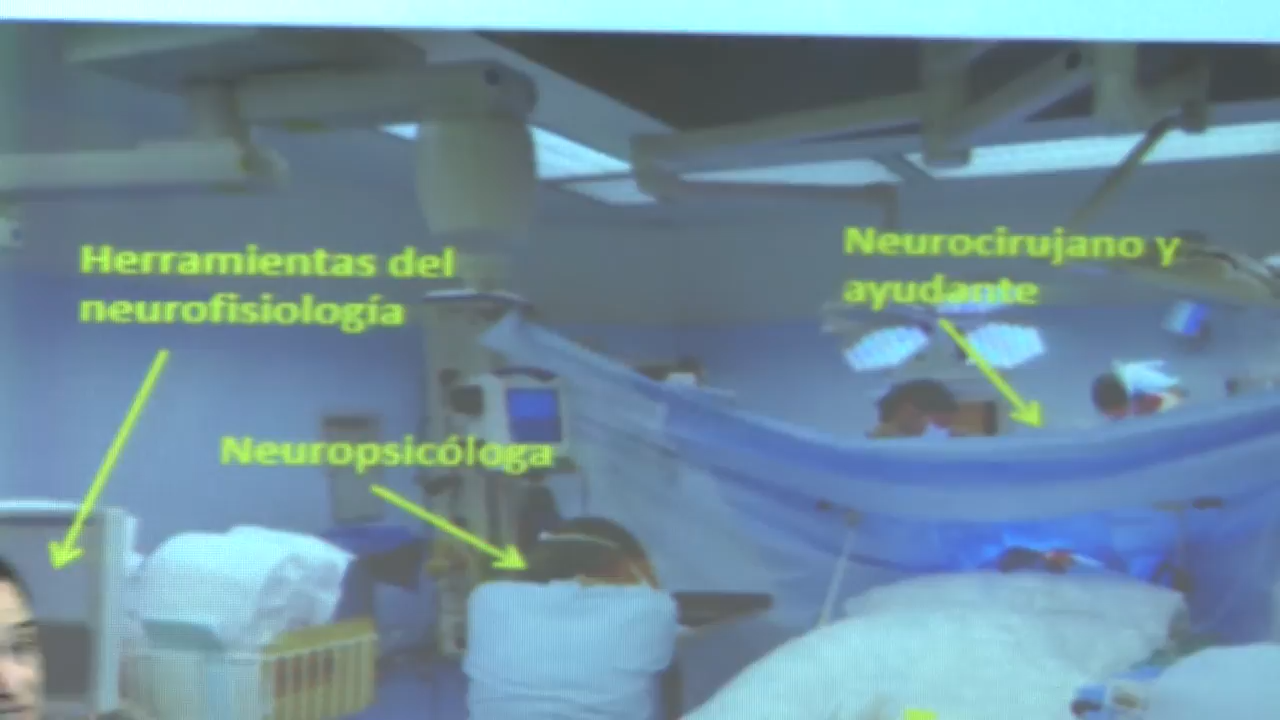 Herramientas del
neurofisiología
Neurocirujano y
ayudante
Neuropsicóloga